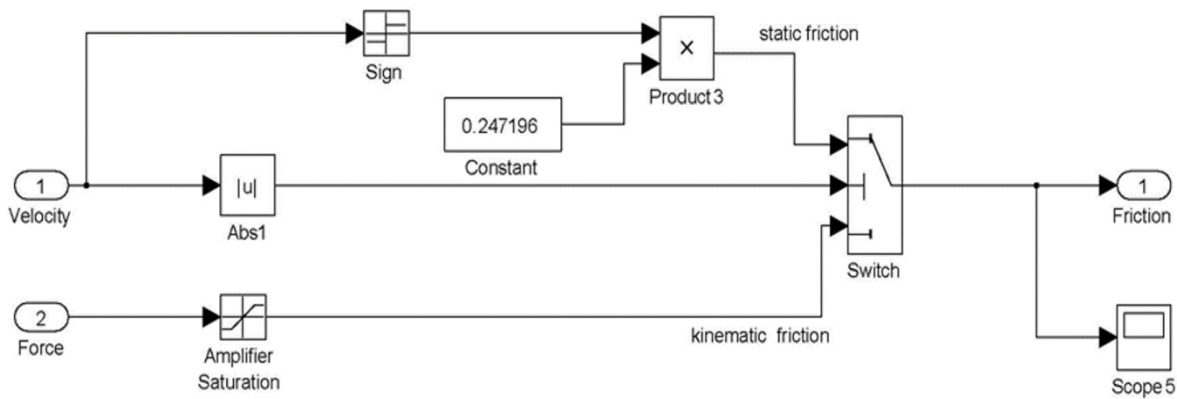 static friction
×
Sign
Product 3
0.247196
Constant
1
Velocity
|u|
Abs1
Switch
1
Friction
2
Force
Amplifier
Saturation
kinematic friction
Scope 5